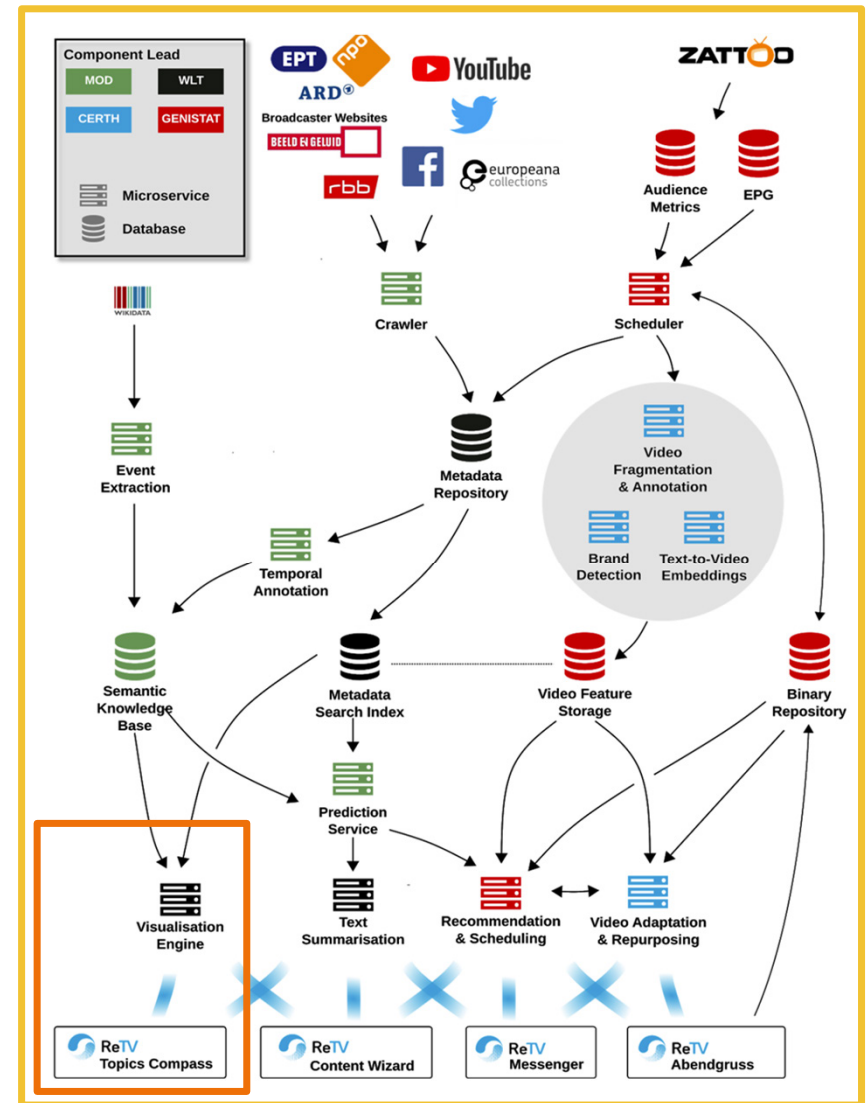 Component Lead
MOD
WLT
CERTH
GENISTAT
Microservice
Database
EPT
npo
ARD
Broadcaster Websites
BEELD EN GELUID
rbb
YouTube
europeana
collections
ZATTOO
Audience
Metrics
EPG
WIKIDATA
Crawler
Scheduler
Event
Extraction
Metadata
Repository
Video
Fragmentation
& Annotation
Brand
Detection
Text-to-Video
Embeddings
Temporal
Annotation
Semantic
Knowledge
Base
Metadata
Search Index
Video Feature
Storage
Binary
Repository
Prediction
Service
Visualisation
Engine
Text
Summarisation
Recommendation
& Scheduling
Video Adaptation
& Repurposing
ReTV
Topics Compass
ReTV
Content Wizard
ReTV
Messenger
ReTV
Abendgruss